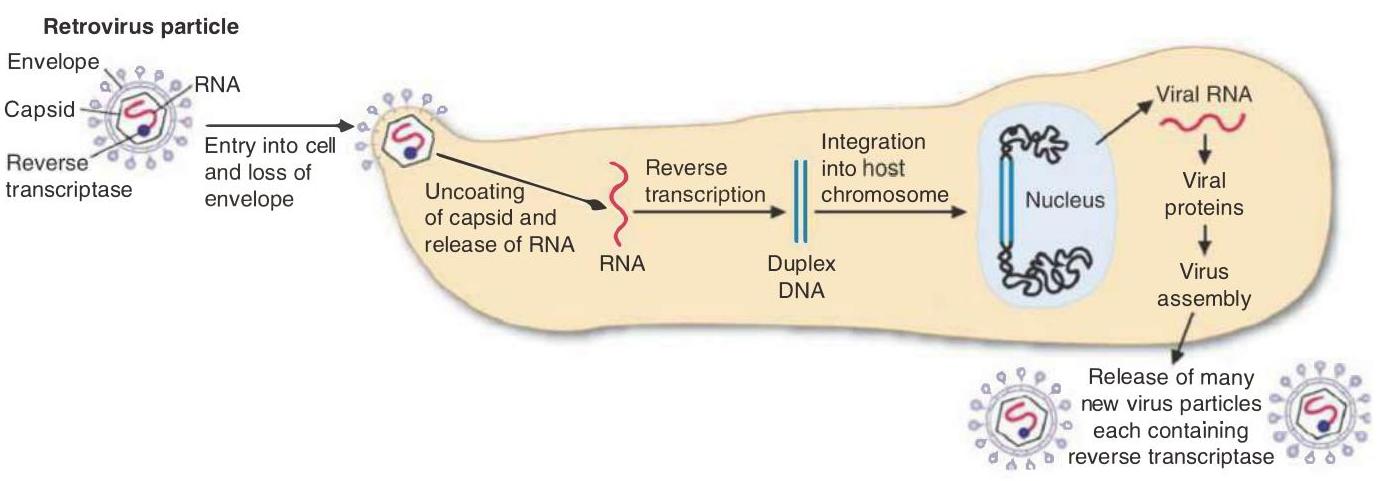 Retrovirus particle
Envelope
RNA
Capsid
Reverse
transcriptase
Entry into cell
and loss of
envelope
Uncoating
of capsid and
release of RNA
RNA
Reverse
transcription
Duplex
DNA
Integration
into host
chromosome
Nucleus
Viral RNA
Viral
proteins
Virus
assembly
Release of many
new virus particles
each containing
reverse transcriptase